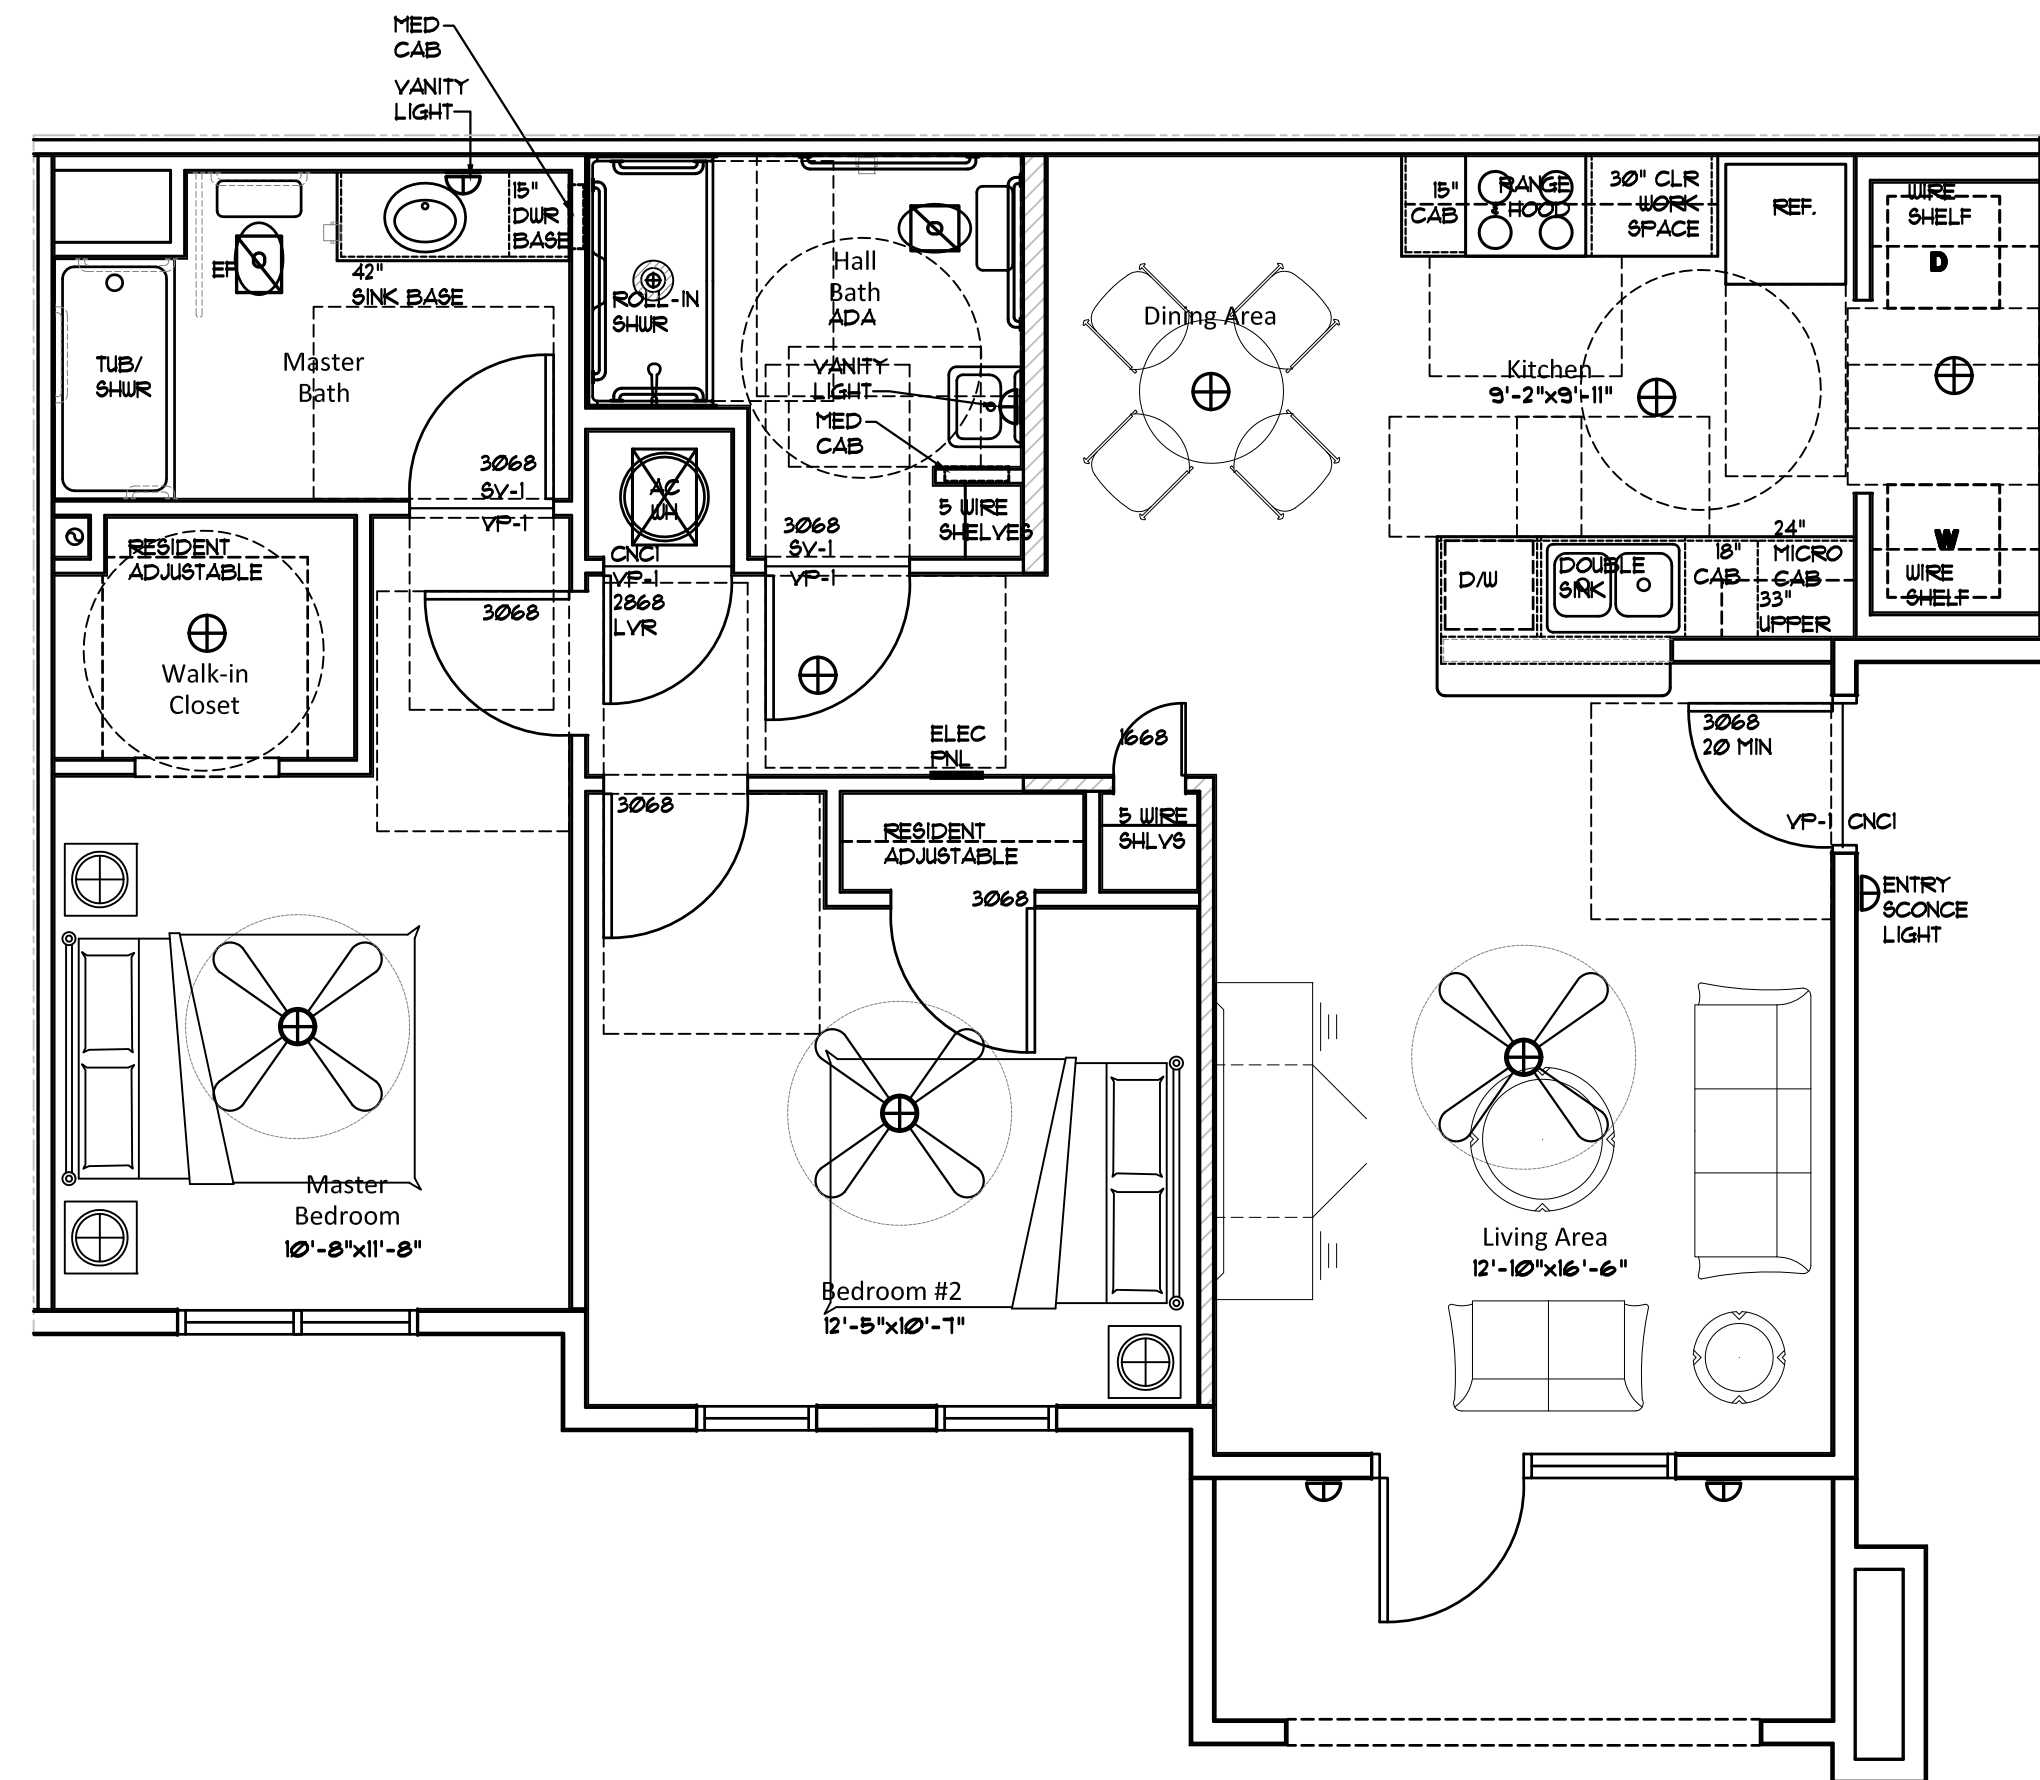 MED
CAB
VANITY
LIGHT
15"
DWR
BASE
42"
SINK BASE
EF
TUB/
SHWR
Master
Bath
3068
SV-1
VP-1
ROLL-IN
SHWR
Hall
Bath
ADA
VANITY
LIGHT
MED
CAB
5 WIRE
SHELVES
3068
SV-1
VP-1
AC
WH
CNC1
VP-1
2868
LVR
Dining Area
15"
CAB
RANGE
& HOOD
30" CLR
WORK
SPACE
REF.
WIRE
SHELF
D
Kitchen
9'-2"x9'-11"
W
WIRE
SHELF
D/W
DOUBLE
SINK
18"
CAB
24"
MICRO
CAB
33"
UPPER
RESIDENT
ADJUSTABLE
Walk-in
Closet
3068
ELEC
PNL
1668
3068
20 MIN
VP-1 CNC1
ENTRY
SCONCE
LIGHT
3068
RESIDENT
ADJUSTABLE
3068
5 WIRE
SHLVS
Master
Bedroom
10'-8"x11'-8"
Bedroom #2
12'-5"x10'-7"
Living Area
12'-10"x16'-6"